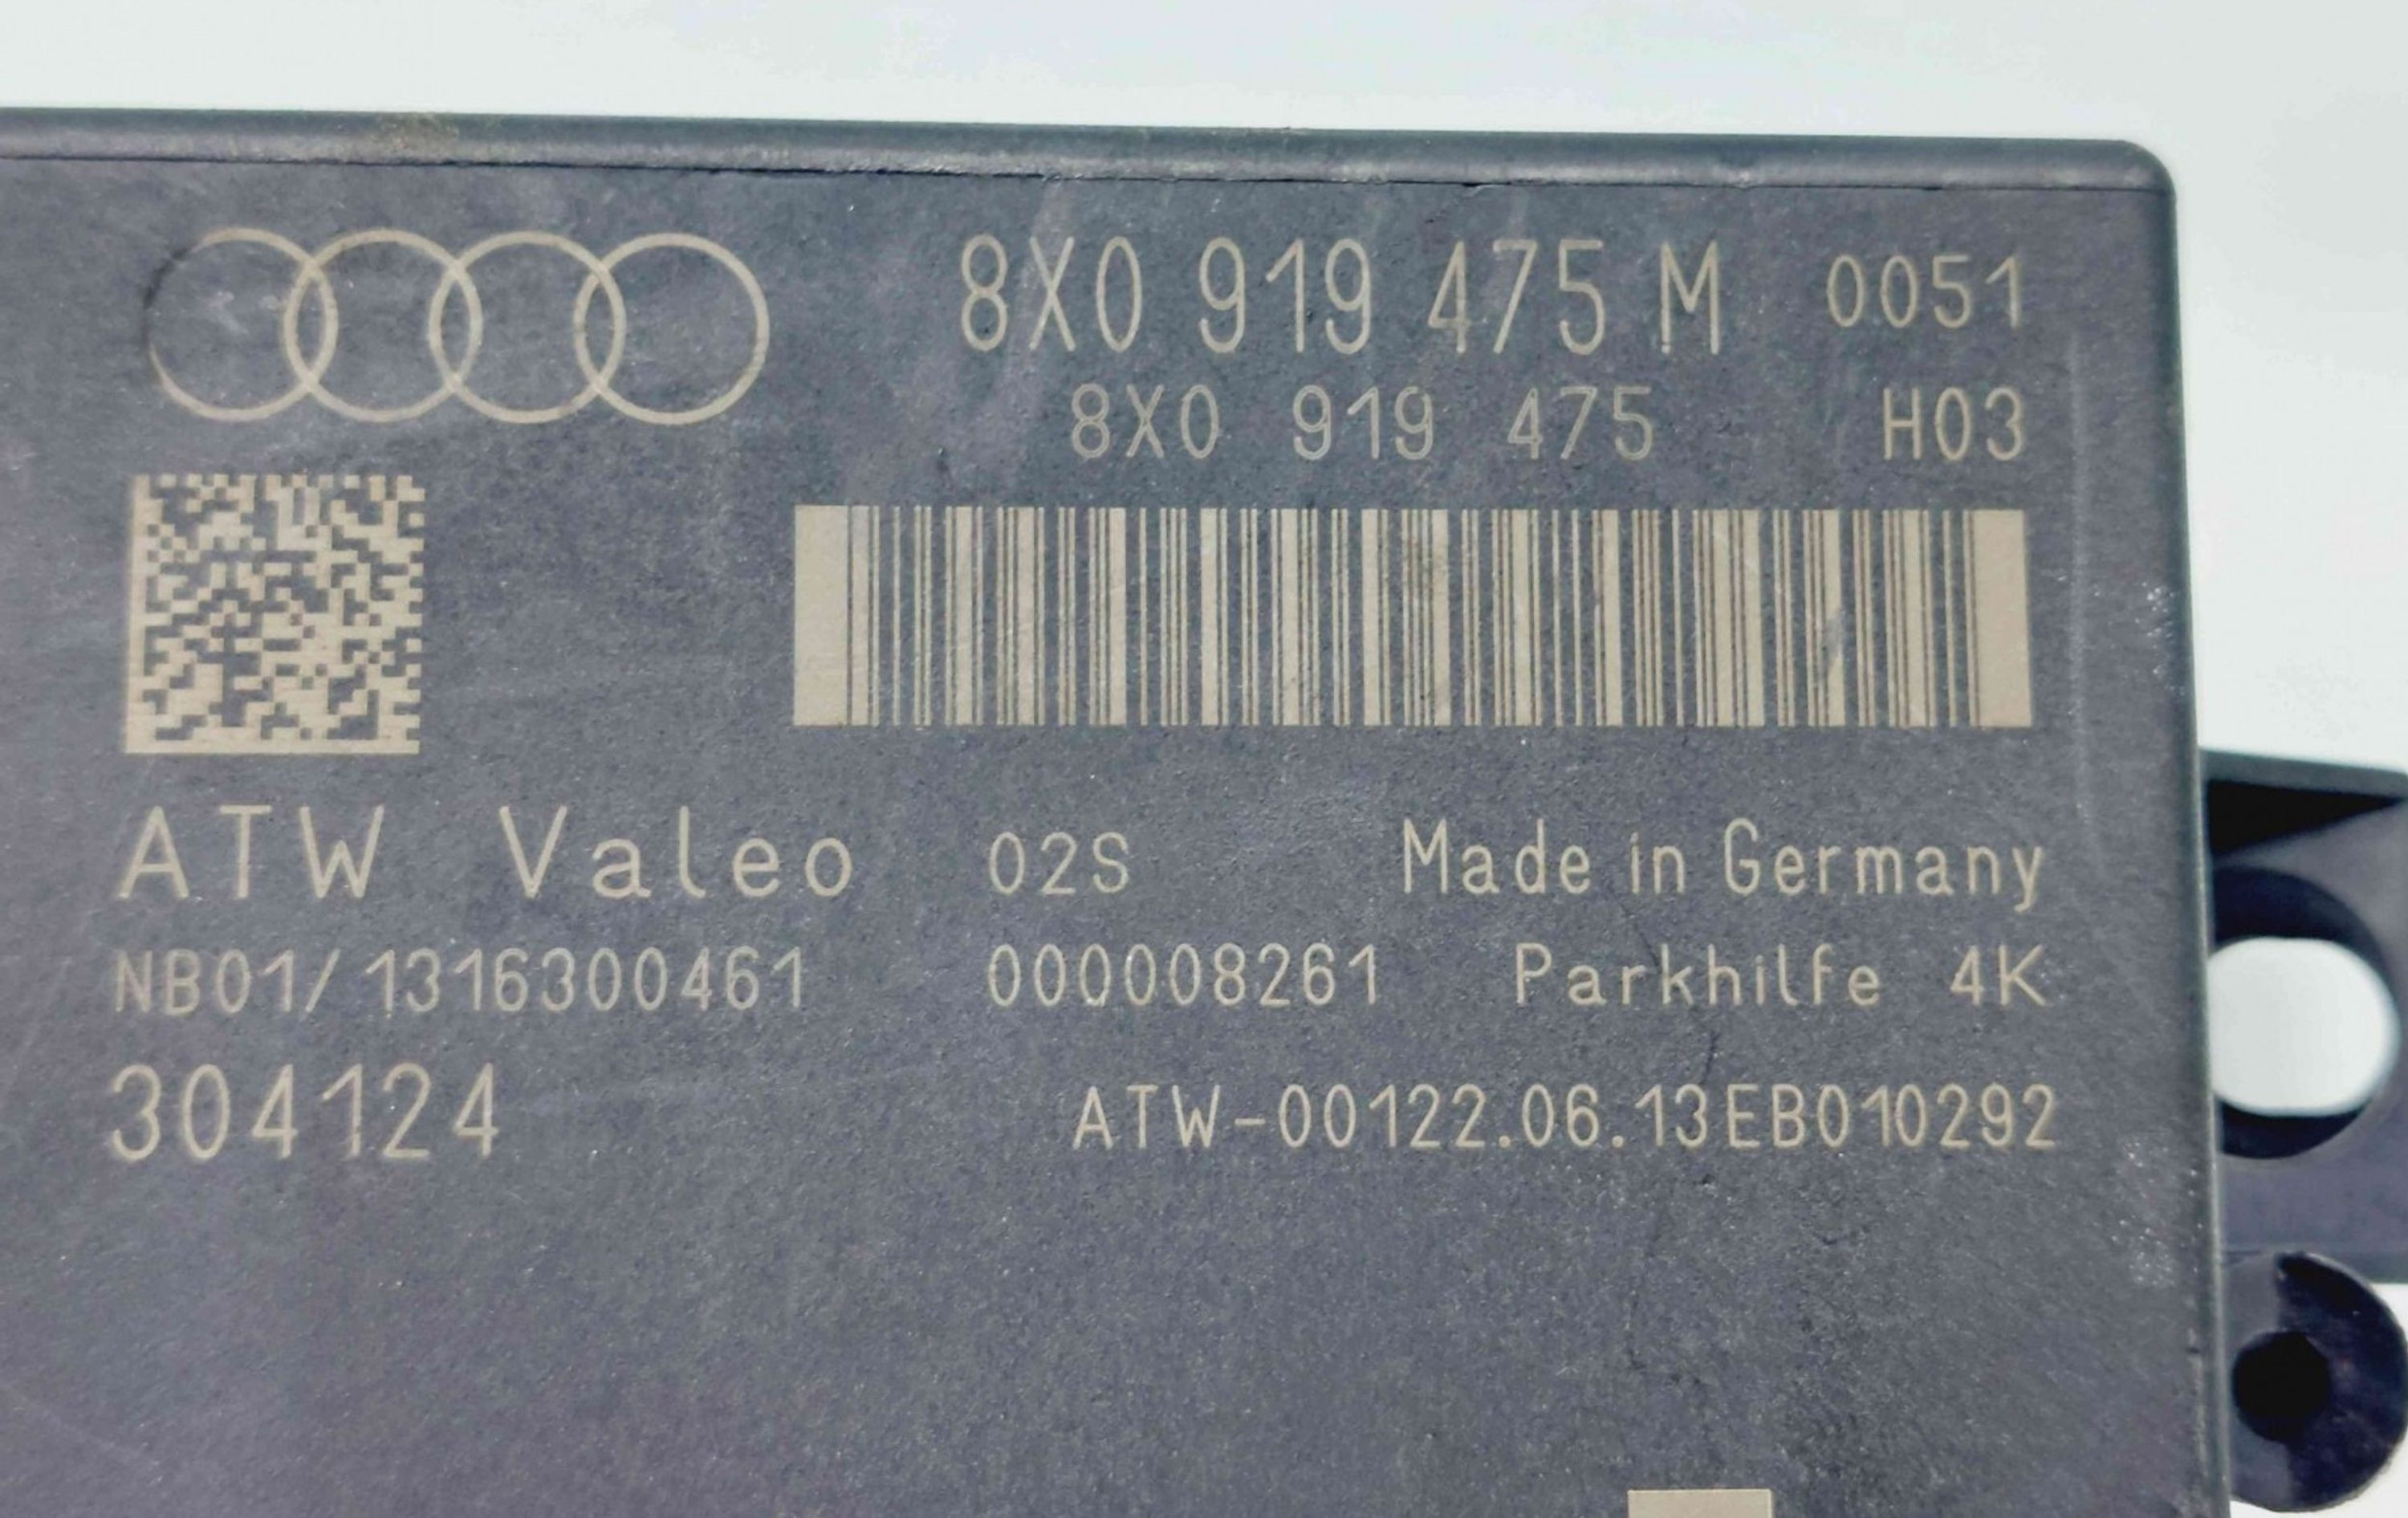 8X0 919 475 M 0051
8X0 919 475 H03
ATW Valeo 02S Made in Germany
NB01/1316300461 000008261 Parkhilfe 4K
304124 ATW-00122.06.13EB010292